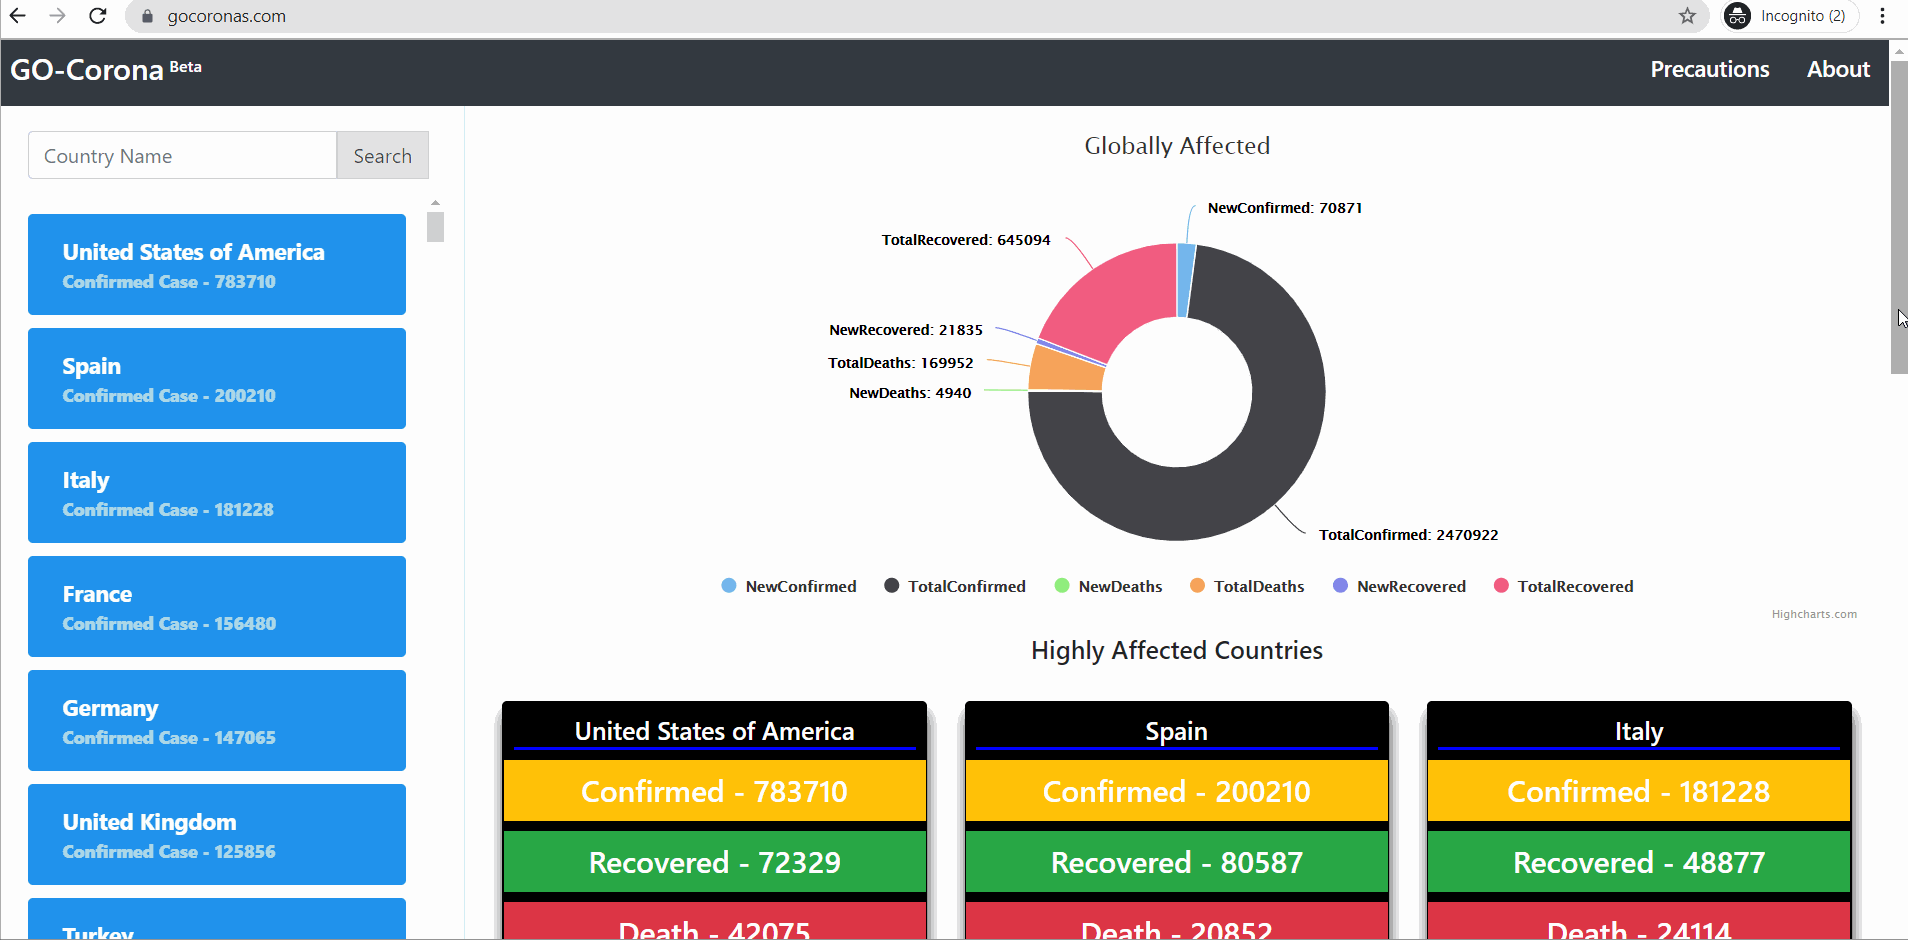 gocoronas.com
Incognito (2)
GO-Corona Beta
Precautions
About
Country Name
Search
United States of America
Confirmed Case - 783710
Spain
Confirmed Case - 200210
Italy
Confirmed Case - 181228
France
Confirmed Case - 156480
Germany
Confirmed Case - 147065
United Kingdom
Confirmed Case - 125856
Turkey
Globally Affected
NewConfirmed: 70871
TotalRecovered: 645094
NewRecovered: 21835
TotalDeaths: 169952
NewDeaths: 4940
TotalConfirmed: 2470922
NewConfirmed TotalConfirmed NewDeaths TotalDeaths NewRecovered TotalRecovered
Highcharts.com
Highly Affected Countries
United States of America
Confirmed - 783710
Recovered - 72329
Death - 42075
Spain
Confirmed - 200210
Recovered - 80587
Death - 20852
Italy
Confirmed - 181228
Recovered - 48877
Death - 24114